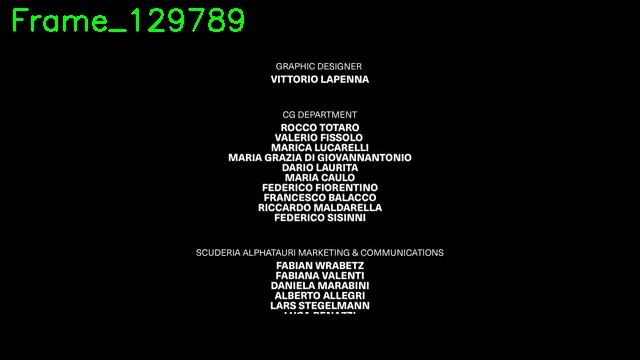 Frame_129789
GRAPHIC DESIGNER
VITTORIO LAPENNA
CG DEPARTMENT
ROCCO TOTARO
VALERIO FISSOLO
MARICA LUCARELLI
MARIA GRAZIA DI GIOVANNANTONIO
DARIO LAURITA
MARIA CAULO
FEDERICO FIORENTINO
FRANCESCO BALACCO
RICCARDO MALDARELLA
FEDERICO SISINNI
SCUDERIA ALPHATAURI MARKETING & COMMUNICATIONS
FABIAN WRABETZ
FABIANA VALENTI
DANIELA MARABINI
ALBERTO ALLEGRI
LARS STEGELMANN